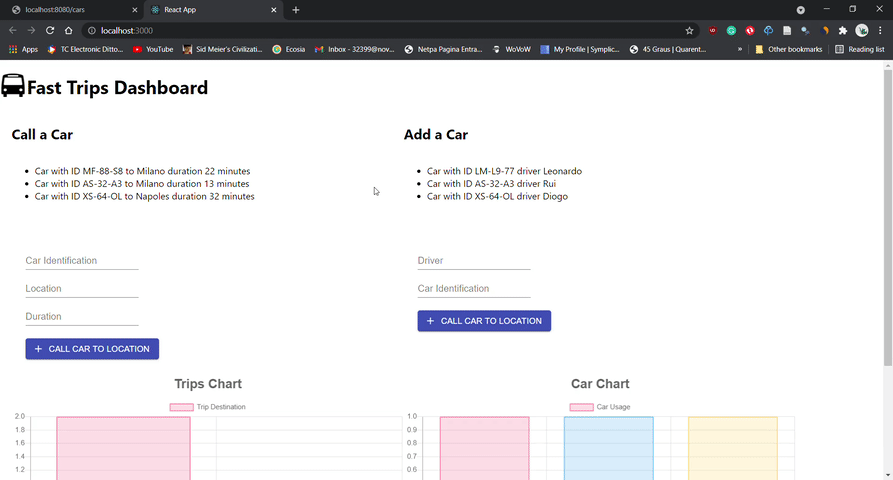 localhost:8080/cars
React App
localhost:3000
Apps
TC Electronic Ditto...
YouTube
Sid Meier's Civilizati...
Ecosia
Inbox - 32399@nov...
Netpa Pagina Entra...
WoVoW
My Profile | Symplic...
45 Graus | Quarent...
»
Other bookmarks
Reading list
Fast Trips Dashboard
Call a Car
Car with ID MF-88-S8 to Milano duration 22 minutes
Car with ID AS-32-A3 to Milano duration 13 minutes
Car with ID XS-64-OL to Napoles duration 32 minutes
Car Identification
Location
Duration
+ CALL CAR TO LOCATION
Add a Car
Car with ID LM-L9-77 driver Leonardo
Car with ID AS-32-A3 driver Rui
Car with ID XS-64-OL driver Diogo
Driver
Car Identification
+ CALL CAR TO LOCATION
Trips Chart
Trip Destination
2.0
1.8
1.6
1.4
1.2
Car Chart
Car Usage
1.0
0.9
0.8
0.7
0.6